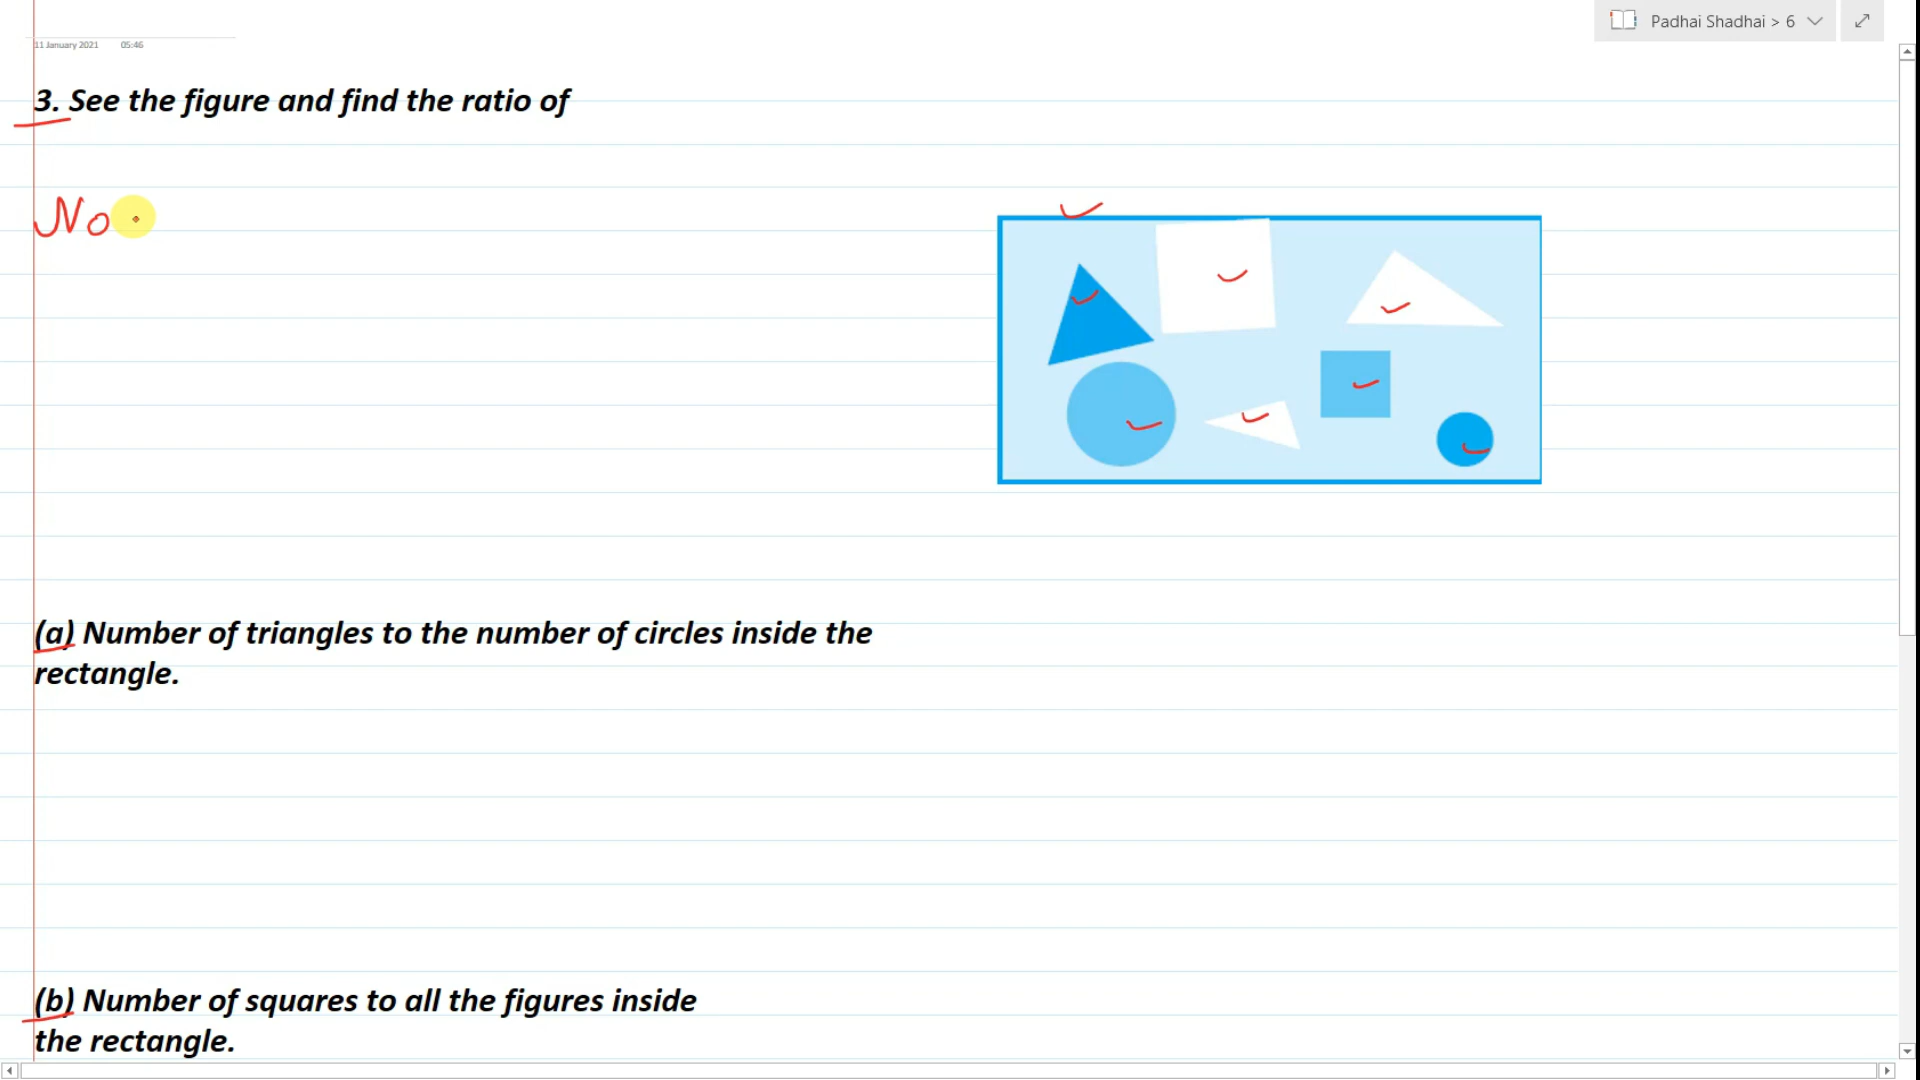 Padhai Shadhai > 6
11 January 2021 05:46
3. See the figure and find the ratio of
No
(a) Number of triangles to the number of circles inside the
rectangle.
(b) Number of squares to all the figures inside
the rectangle.